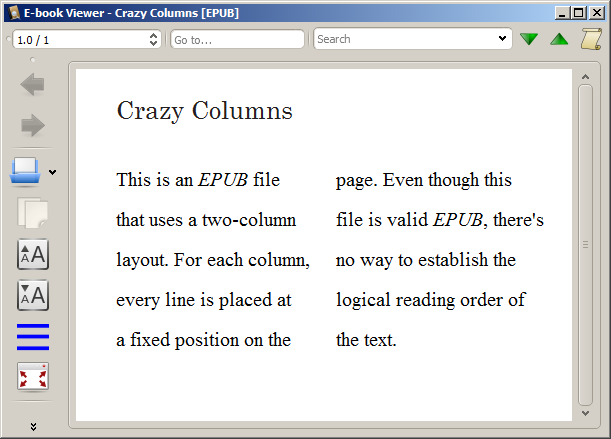 E-book Viewer - Crazy Columns [EPUB]
1.0 / 1
Go to...
Search
A A
A A
Crazy Columns
This is an EPUB file
that uses a two-column
layout. For each column,
every line is placed at
a fixed position on the
page. Even though this
file is valid EPUB, there's
no way to establish the
logical reading order of
the text.